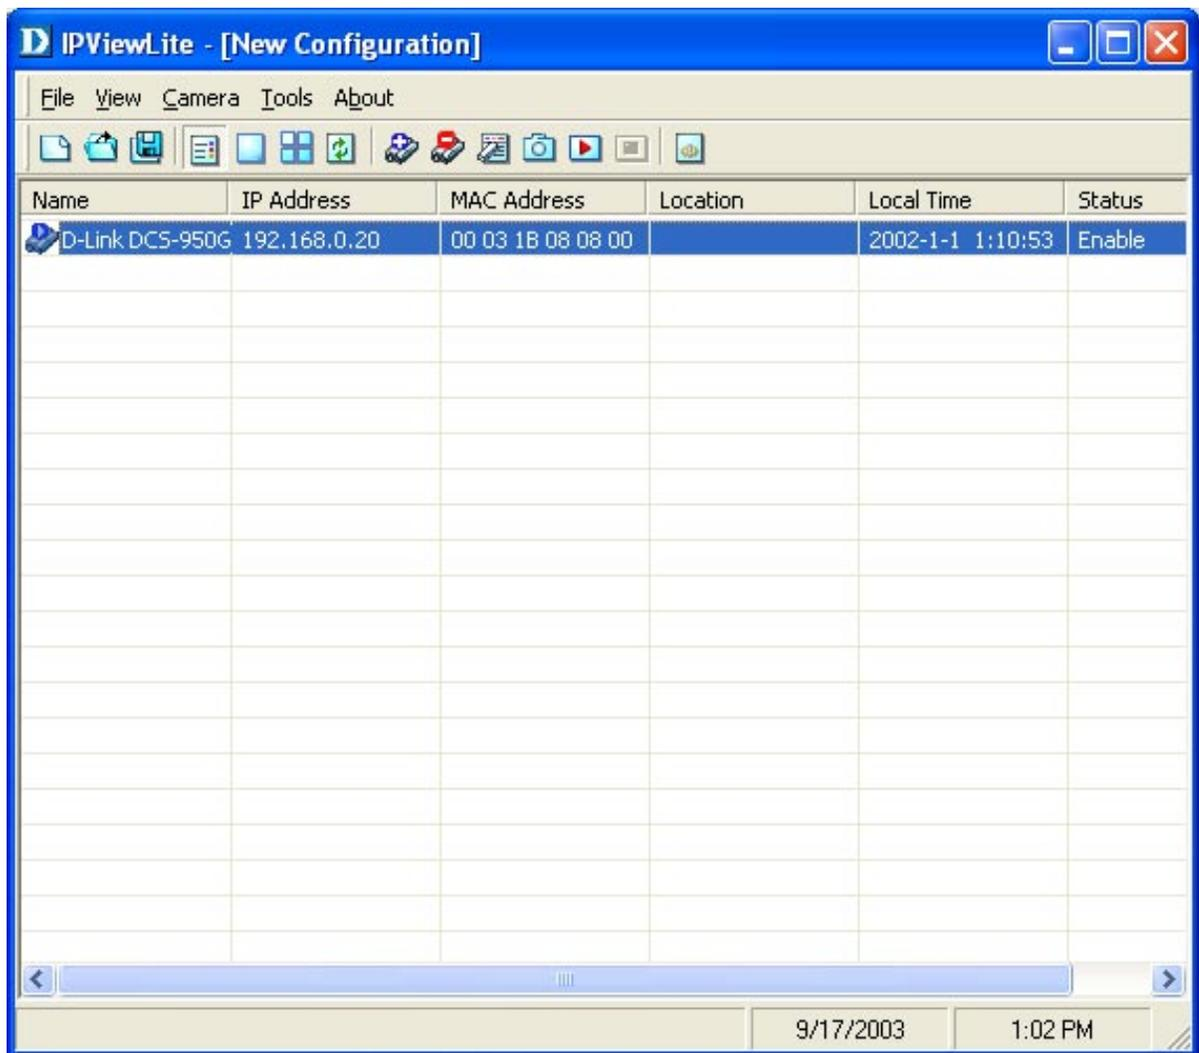 D IPViewLite - [New Configuration]
File View Camera Tools About
Name IP Address MAC Address Location Local Time Status
D-Link DCS-950G 192.168.0.20 00 03 1B 08 08 00 2002-1-1 1:10:53 Enable
9/17/2003 1:02 PM